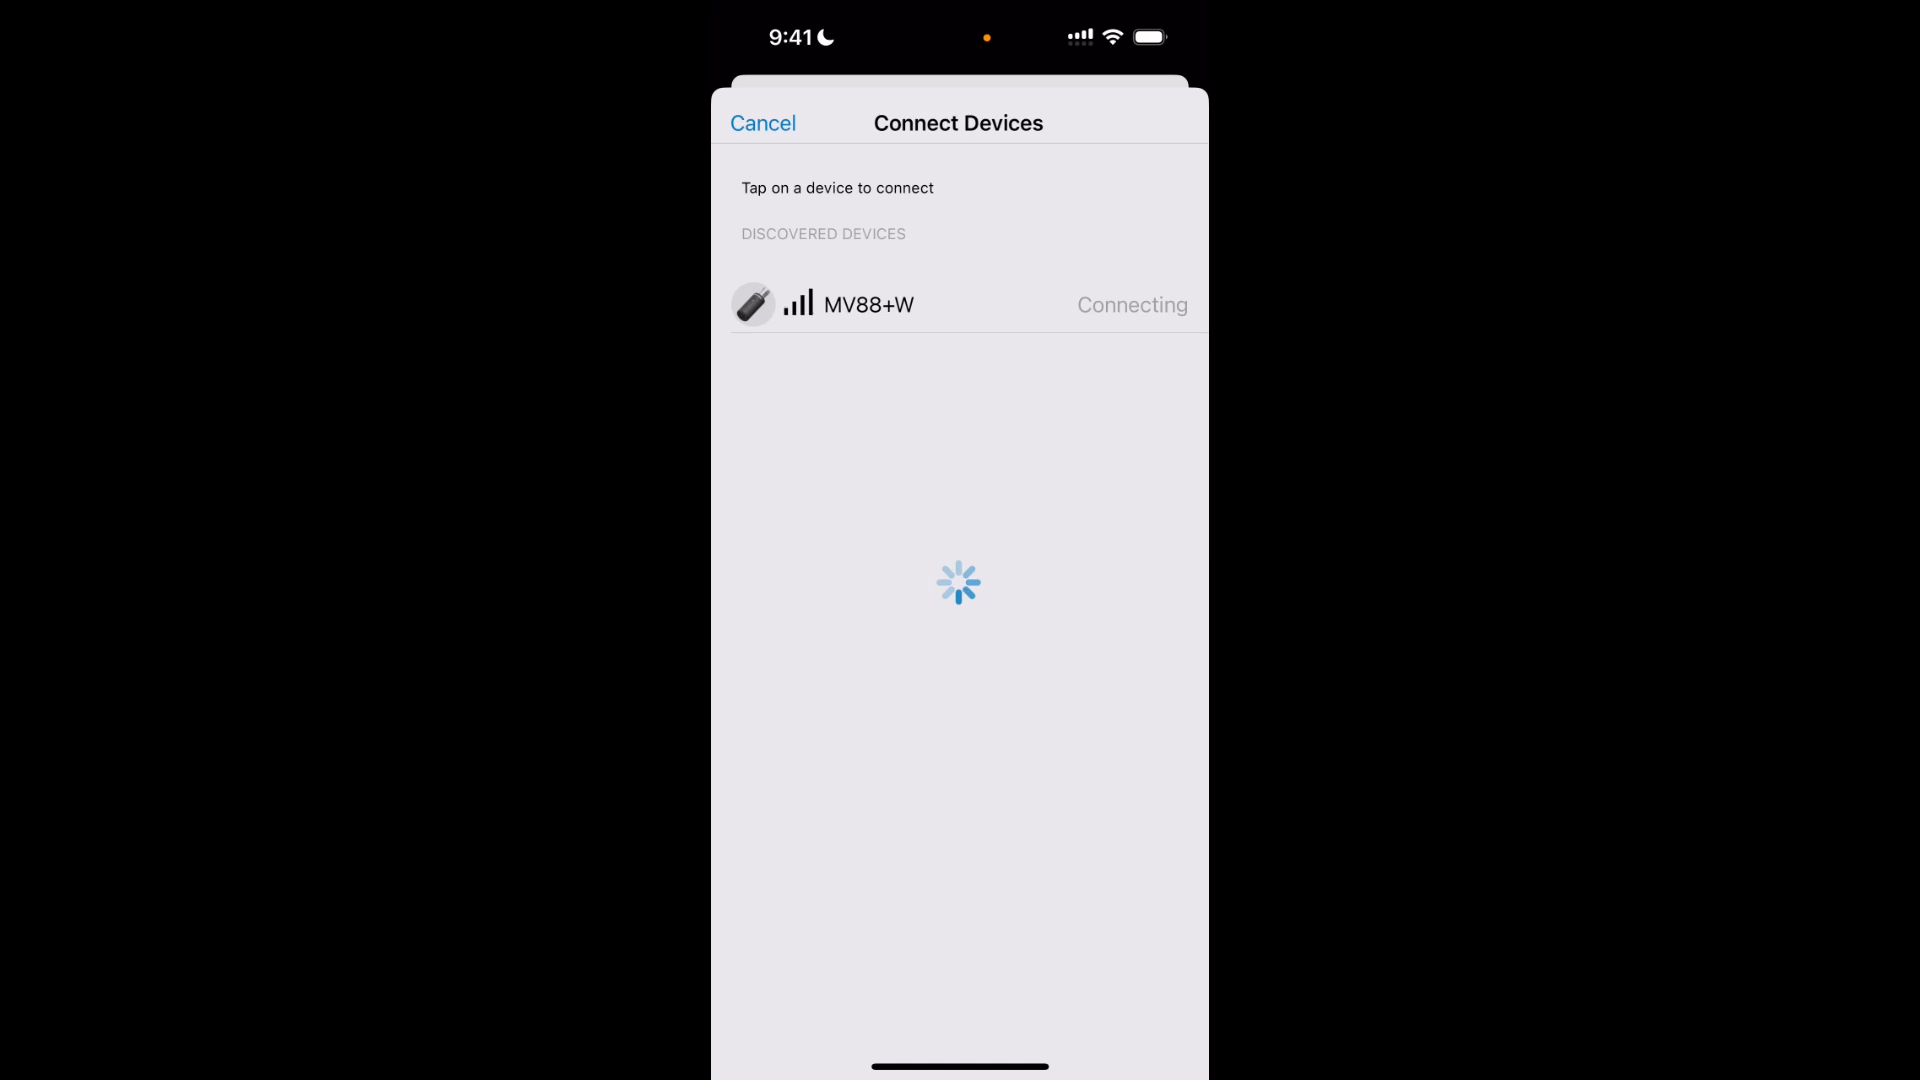 9:41
Cancel
Connect Devices
Tap on a device to connect
DISCOVERED DEVICES
MV88+W
Connecting